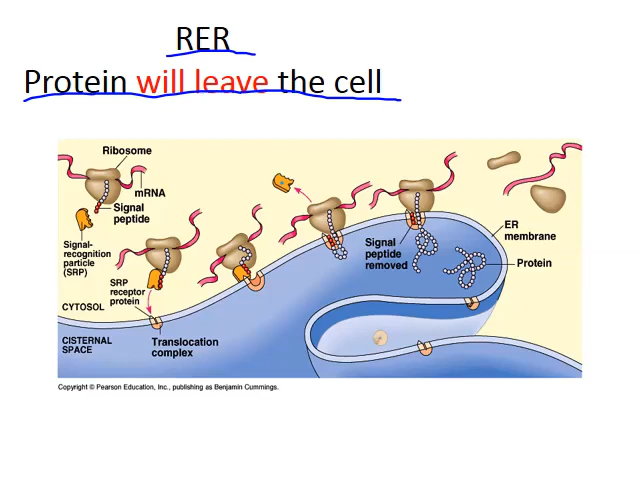 RER
Protein will leave the cell
Ribosome
mRNA
Signal
peptide
Signal-
recognition
particle
(SRP)
SRP
receptor
protein
CYTOSOL
CISTERNAL
SPACE
Translocation
complex
Signal
peptide
removed
ER
membrane
Protein
Copyright © Pearson Education, Inc., publishing as Benjamin Cummings.